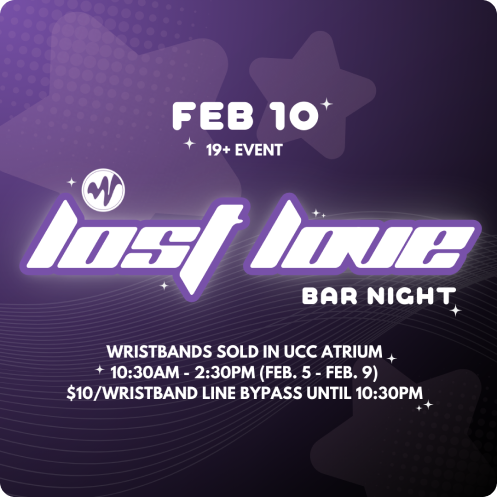 FEB 10
19+ EVENT
W
lost love
BAR NIGHT
WRISTBANDS SOLD IN UCC ATRIUM
10:30AM - 2:30PM (FEB. 5 - FEB. 9)
$10/WRISTBAND LINE BYPASS UNTIL 10:30PM